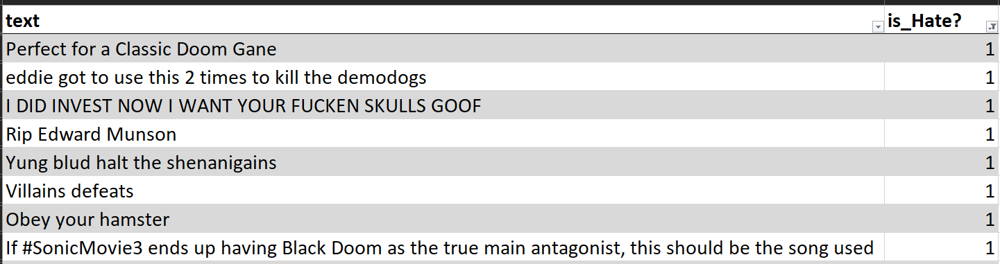 text is_Hate?
Perfect for a Classic Doom Gane 1
eddie got to use this 2 times to kill the demodogs 1
I DID INVEST NOW I WANT YOUR FUCKEN SKULLS GOOF 1
Rip Edward Munson 1
Yung blud halt the shenanigains 1
Villains defeats 1
Obey your hamster 1
If #SonicMovie3 ends up having Black Doom as the true main antagonist, this should be the song used 1